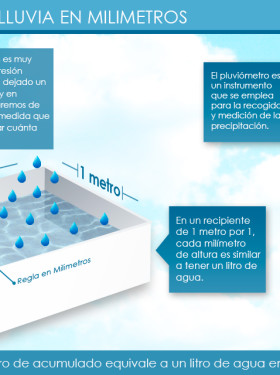 LLUVIA EN MILIMETROS
es muy
dejado un
y en
remos de
medida que
cuánta
El pluviómetro es
un instrumento
que se emplea
para la recogida
y medición de la
precipitación.
1 metro
En un recipiente
de 1 metro por 1,
cada milímetro
de altura es similar
a tener un litro de
agua.
Regla en Milimetros
de acumulado equivale a un litro de agua en